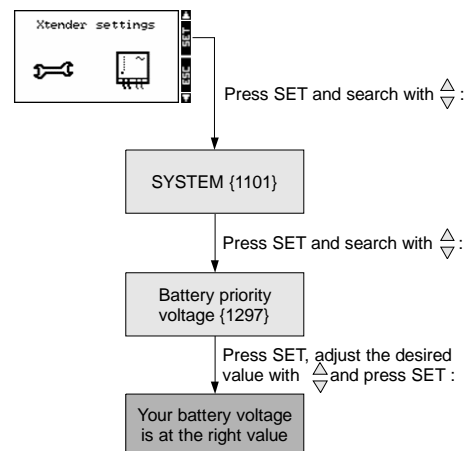 Xtender settings
SET
ESC
Press SET and search with △▽ :
SYSTEM {1101}
Press SET and search with △▽ :
Battery priority
voltage {1297}
Press SET, adjust the desired
value with △▽ and press SET :
Your battery voltage
is at the right value